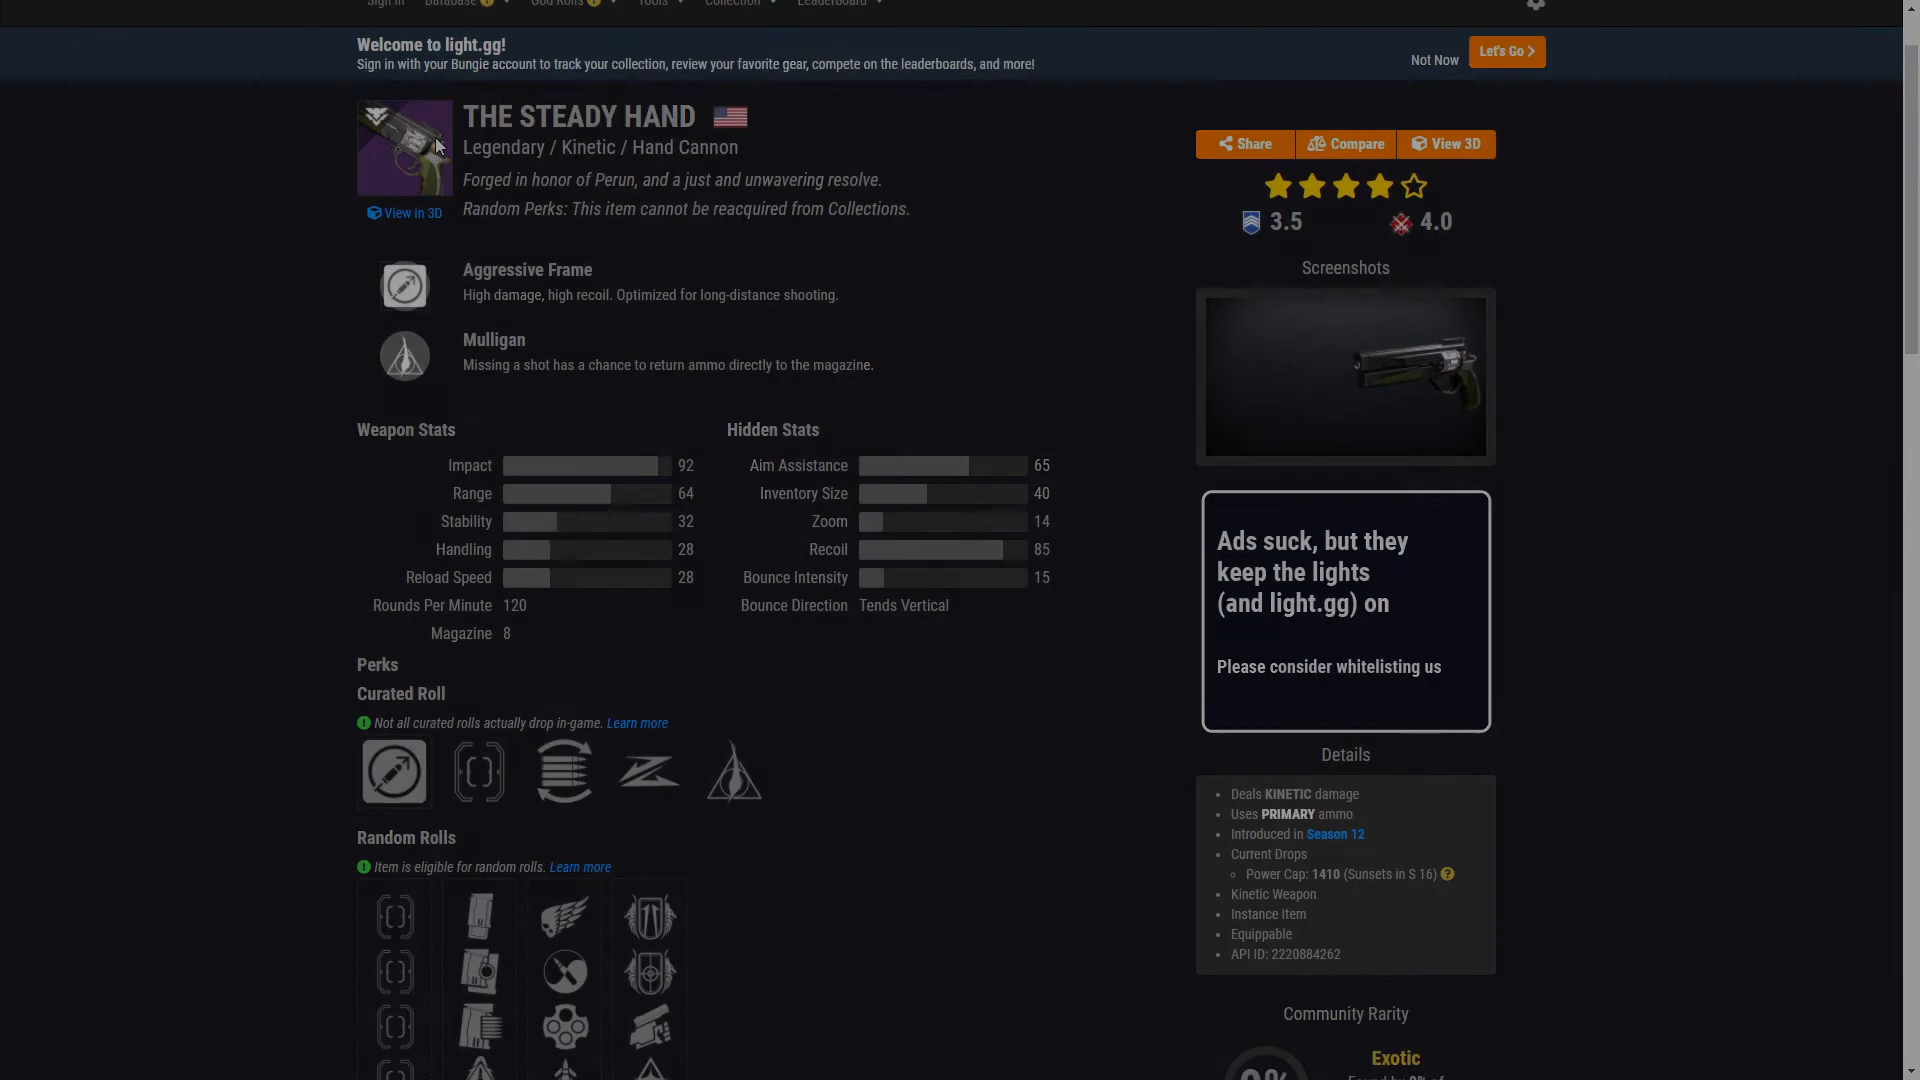 Sign In Database God Rolls Tools Collection Leaderboard
Welcome to light.gg!
Sign in with your Bungie account to track your collection, review your favorite gear, compete on the leaderboards, and more!
Not Now
Let's Go
THE STEADY HAND
Legendary / Kinetic / Hand Cannon
Forged in honor of Perun, and a just and unwavering resolve.
Random Perks: This item cannot be reacquired from Collections.
View in 3D
Share Compare View 3D
3.5 4.0
Aggressive Frame
High damage, high recoil. Optimized for long-distance shooting.
Mulligan
Missing a shot has a chance to return ammo directly to the magazine.
Weapon Stats
Impact 92
Range 64
Stability 32
Handling 28
Reload Speed 28
Rounds Per Minute 120
Magazine 8
Hidden Stats
Aim Assistance 65
Inventory Size 40
Zoom 14
Recoil 85
Bounce Intensity 15
Bounce Direction Tends Vertical
Perks
Curated Roll
Not all curated rolls actually drop in-game. Learn more
Random Rolls
Item is eligible for random rolls. Learn more
Screenshots
Ads suck, but they
keep the lights
(and light.gg) on
Please consider whitelisting us
Details
Deals KINETIC damage
Uses PRIMARY ammo
Introduced in Season 12
Current Drops
Power Cap: 1410 (Sunsets in S 16)
Kinetic Weapon
Instance Item
Equippable
API ID: 2220884262
Community Rarity
Exotic